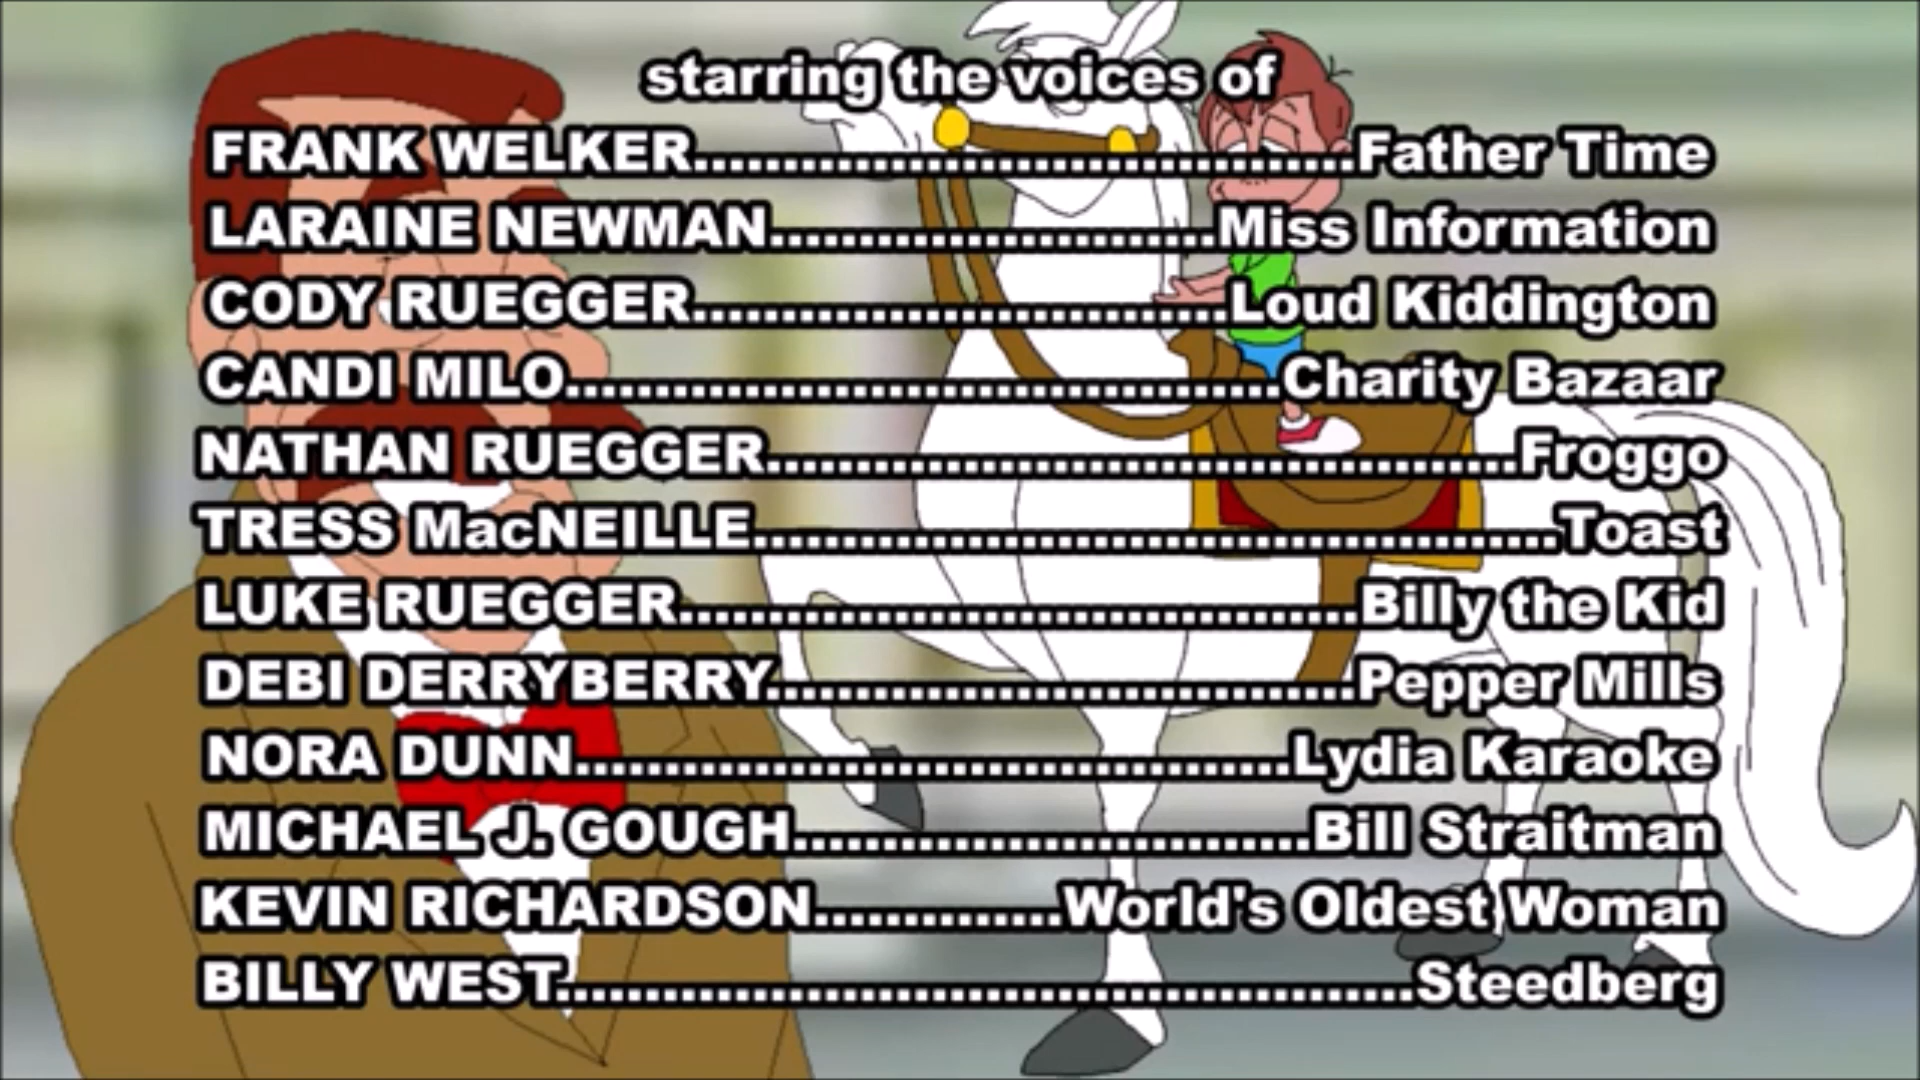 starring the voices of
FRANK WELKER......................................Father Time
LARAINE NEWMAN.........................Miss Information
CODY RUEGGER..............................Loud Kiddington
CANDI MILO.........................................Charity Bazaar
NATHAN RUEGGER...........................................Froggo
TRESS MacNEILLE..............................................Toast
LUKE RUEGGER.......................................Billy the Kid
DEBI DERRYBERRY.................................Pepper Mills
NORA DUNN.........................................Lydia Karaoke
MICHAEL J. GOUGH..............................Bill Straitman
KEVIN RICHARDSON..............World's Oldest Woman
BILLY WEST.................................................Steedberg